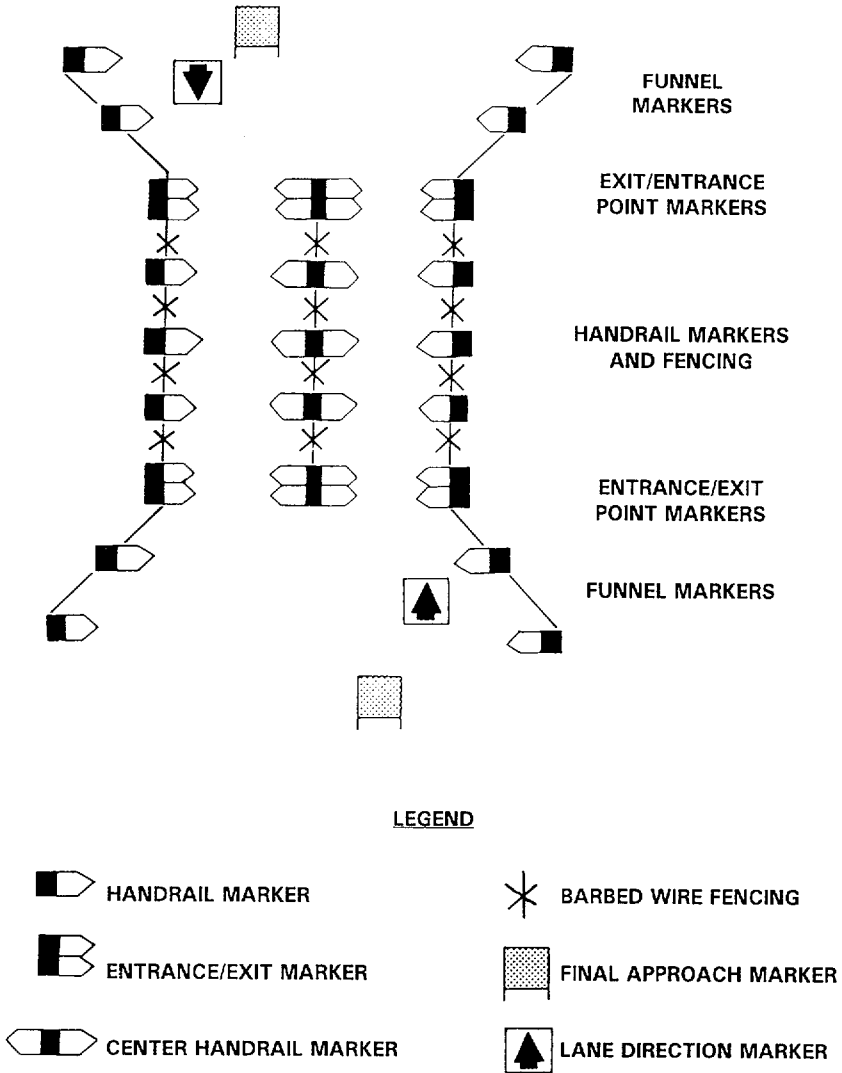 FUNNEL
MARKERS
EXIT/ENTRANCE
POINT MARKERS
HANDRAIL MARKERS
AND FENCING
ENTRANCE/EXIT
POINT MARKERS
FUNNEL MARKERS
LEGEND
HANDRAIL MARKER
BARBED WIRE FENCING
ENTRANCE/EXIT MARKER
FINAL APPROACH MARKER
CENTER HANDRAIL MARKER
LANE DIRECTION MARKER